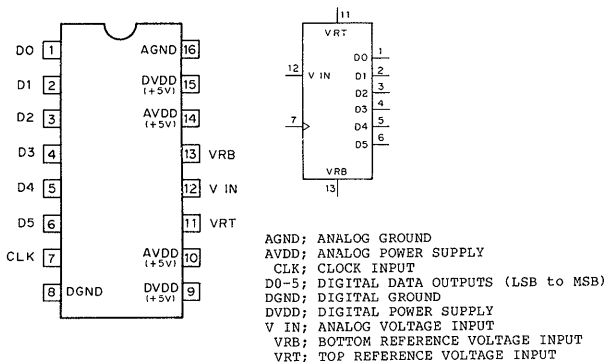 D0 1
D1 2
D2 3
D3 4
D4 5
D5 6
CLK 7
8 DGND
AGND 16
DVDD 15
(+5V)
AVDD 14
(+5V)
13 VRB
12 V IN
11 VRT
AVDD 10
(+5V)
DVDD 9
(+5V)
11
VRT
12 V IN
7
D0 1
D1 2
D2 3
D3 4
D4 5
D5 6
VRB
13
AGND; ANALOG GROUND
AVDD; ANALOG POWER SUPPLY
CLK; CLOCK INPUT
D0-5; DIGITAL DATA OUTPUTS (LSB to MSB)
DGND; DIGITAL GROUND
DVDD; DIGITAL POWER SUPPLY
V IN; ANALOG VOLTAGE INPUT
VRB; BOTTOM REFERENCE VOLTAGE INPUT
VRT; TOP REFERENCE VOLTAGE INPUT